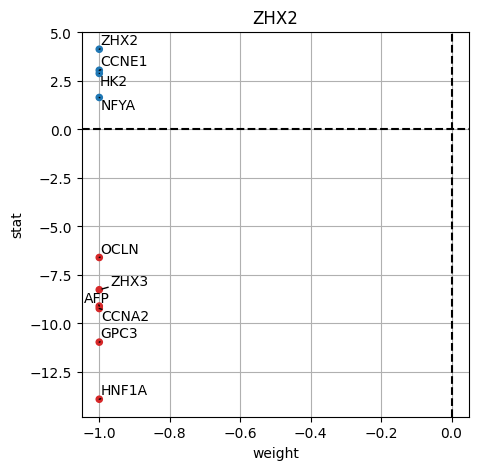 ZHX2
5.0
2.5
0.0
−2.5
−5.0
−7.5
−10.0
−12.5
stat
ZHX2
CCNE1
HK2
NFYA
OCLN
ZHX3
AFP
CCNA2
GPC3
HNF1A
−1.0 −0.8 −0.6 −0.4 −0.2 0.0
weight